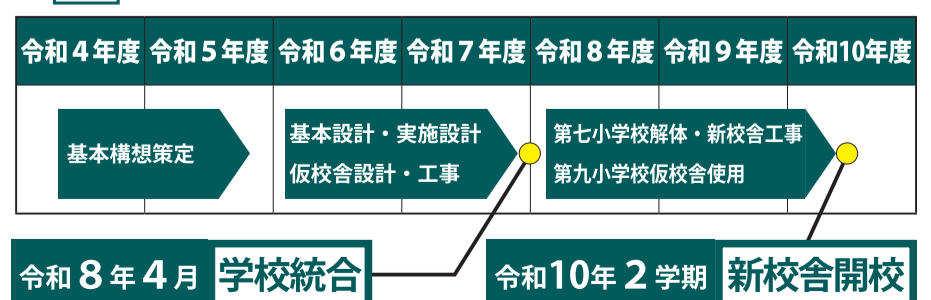 令和4年度 令和5年度 令和6年度 令和7年度 令和8年度 令和9年度 令和10年度
基本構想策定
基本設計・実施設計
仮校舎設計・工事
第七小学校解体・新校舎工事
第九小学校仮校舎使用
令和8年4月 学校統合
令和10年2学期 新校舎開校